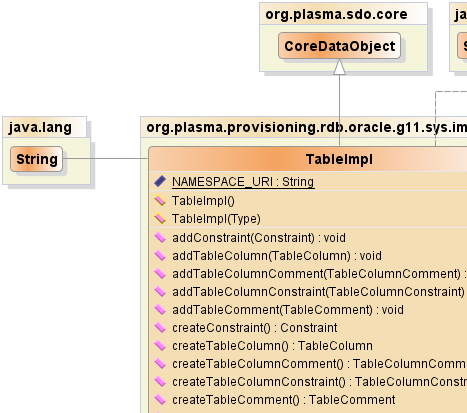 org.plasma.sdo.core
CoreDataObject
java.lang
String
org.plasma.provisioning.rdb.oracle.g11.sys.im
TableImpl
NAMESPACE_URI : String
TableImpl()
TableImpl(Type)
addConstraint(Constraint) : void
addTableColumn(TableColumn) : void
addTableColumnComment(TableColumnComment) :
addTableColumnConstraint(TableColumnConstraint)
addTableComment(TableComment) : void
createConstraint() : Constraint
createTableColumn() : TableColumn
createTableColumnComment() : TableColumnComm
createTableColumnConstraint() : TableColumnConstr
createTableComment() : TableComment